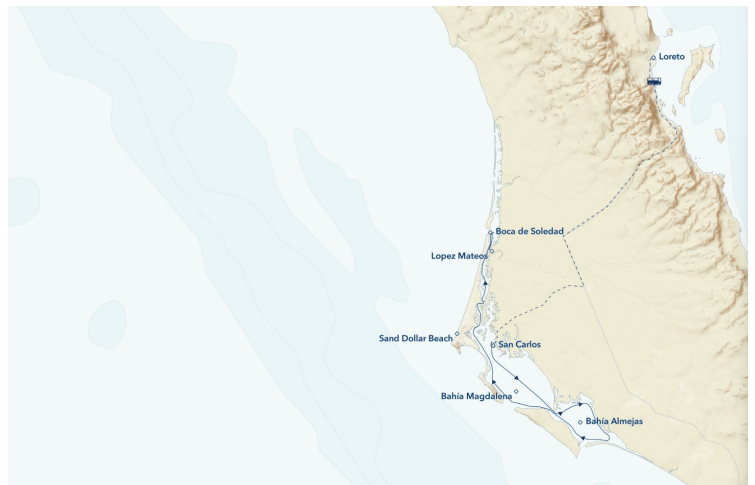 Loreto
Boca de Soledad
Lopez Mateos
Sand Dollar Beach
San Carlos
Bahía Magdalena
Bahía Almejas